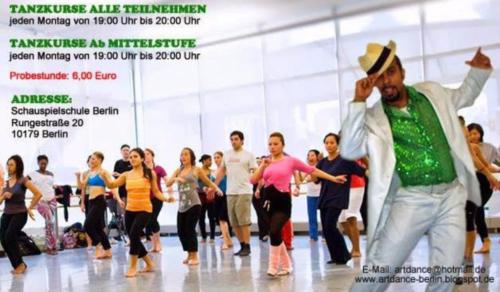 TANZKURSE ALLE TEILNEHMEN
jeden Montag von 19:00 Uhr bis 20:00 Uhr
TANZKURSE Ab MITTELSTUFE
jeden Montag von 19:00 Uhr bis 20:00 Uhr
Probestunde: 6,00 Euro
ADRESSE:
Schauspielschule Berlin
Rungestraße 20
10179 Berlin
E-Mail: artdance@hotmail.de
www.artdance-berlin.blogspot.de